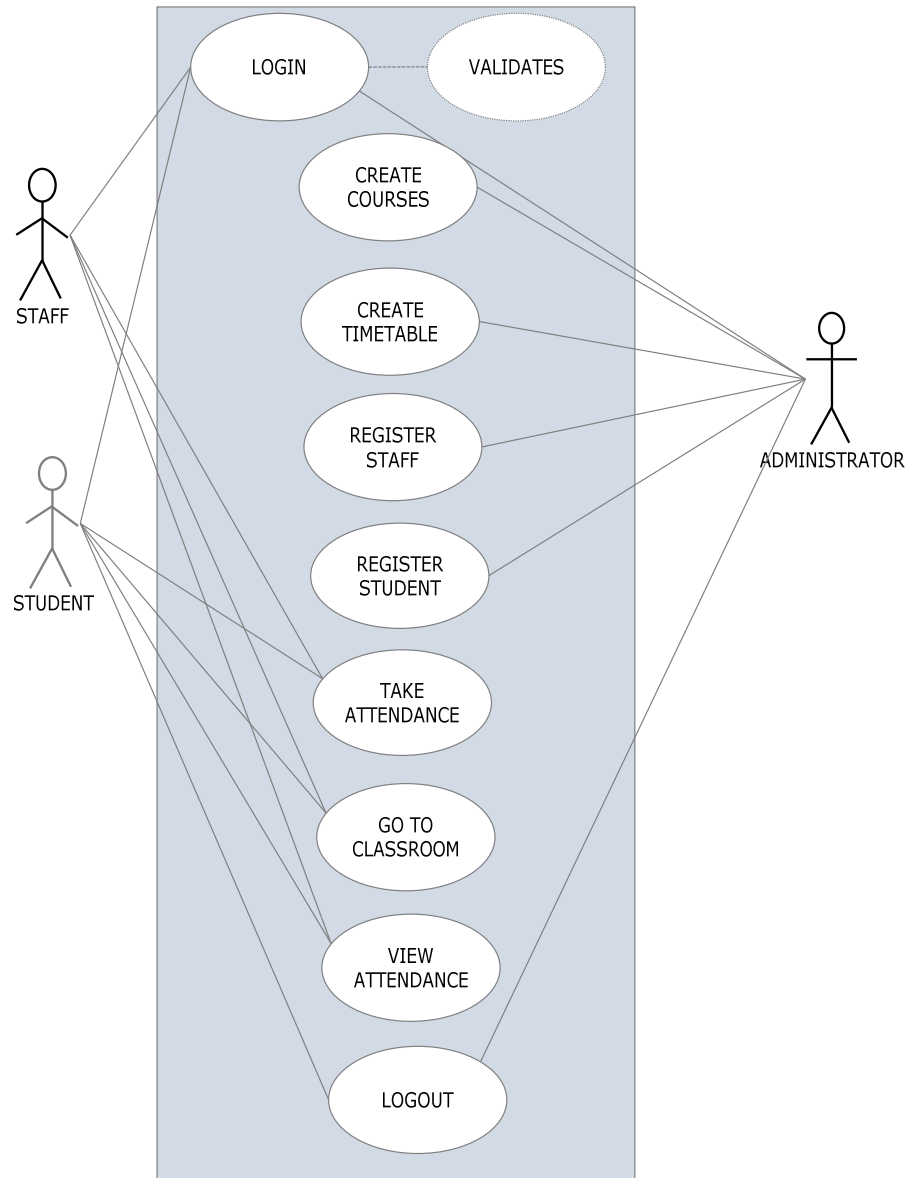 LOGIN
VALIDATES
CREATE
COURSES
STAFF
CREATE
TIMETABLE
REGISTER
STAFF
ADMINISTRATOR
REGISTER
STUDENT
STUDENT
TAKE
ATTENDANCE
GO TO
CLASSROOM
VIEW
ATTENDANCE
LOGOUT